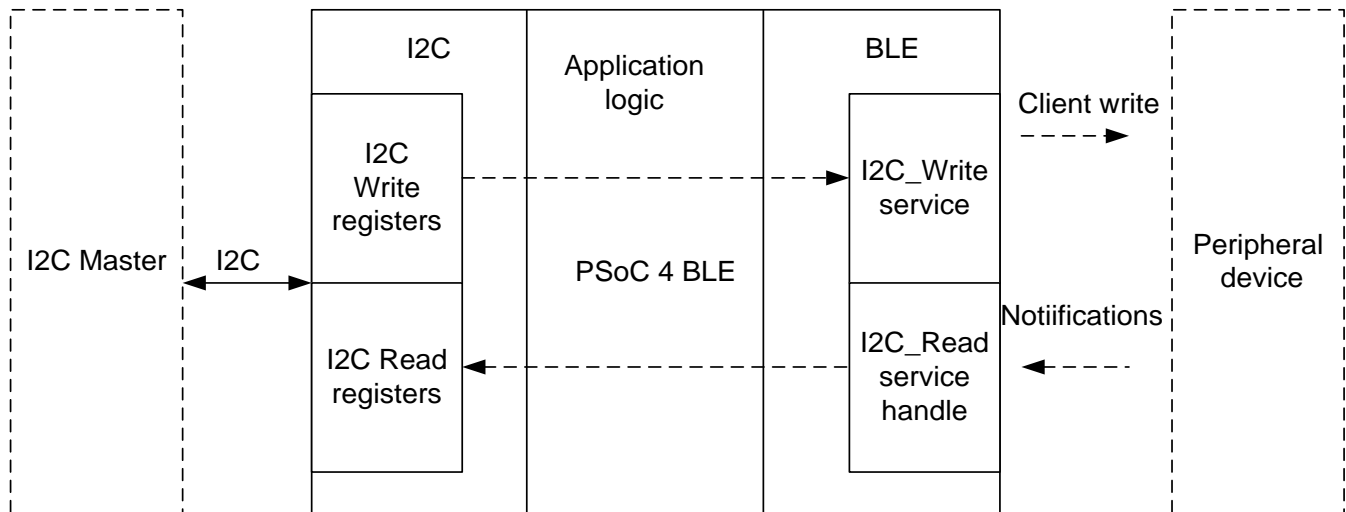 I2C
Application
logic
BLE
Client write
I2C
Write
registers
I2C_Write
service
I2C Master
I2C
PSoC 4 BLE
Peripheral
device
Notiifications
I2C Read
registers
I2C_Read
service
handle